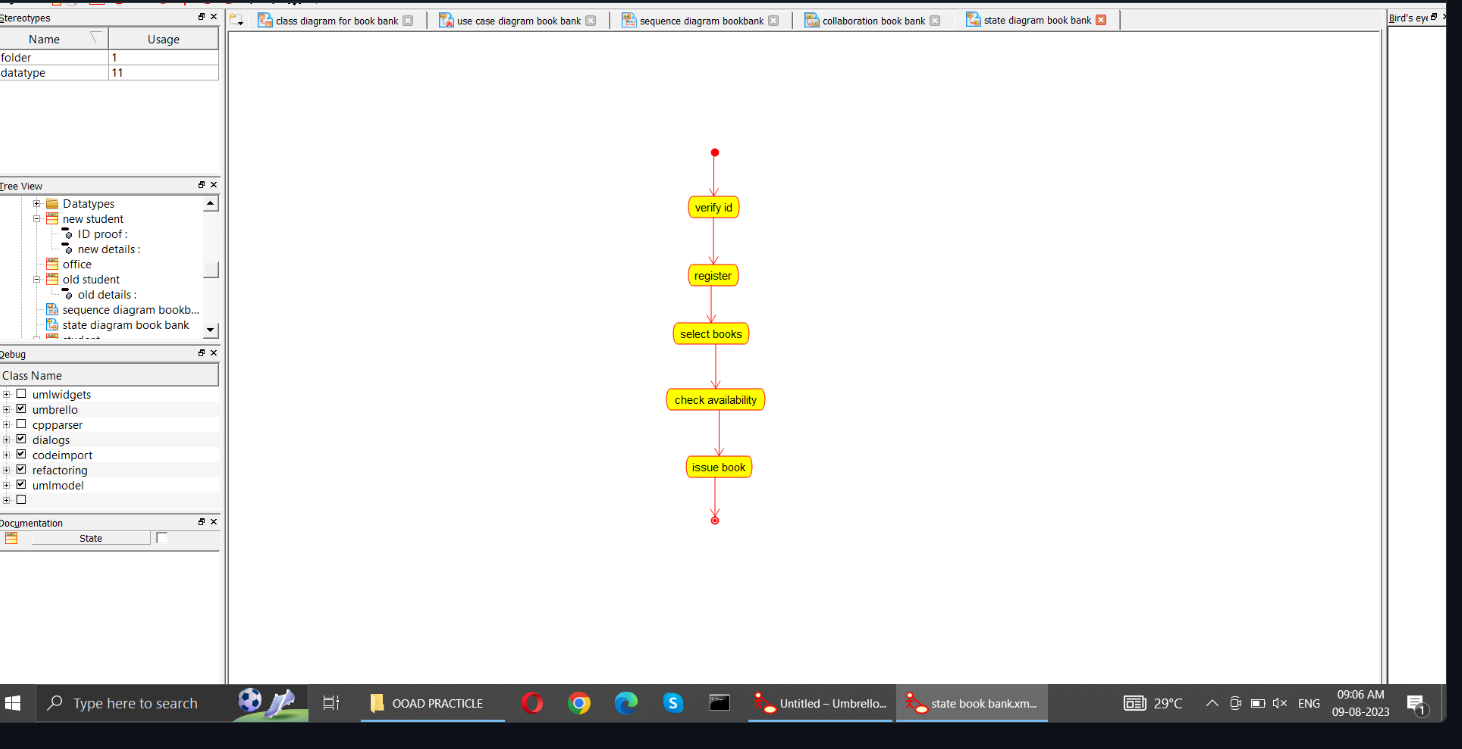 Stereotypes
Name Usage
folder 1
datatype 11
Tree View
Datatypes
new student
ID proof :
new details :
office
old student
old details :
sequence diagram bookb...
state diagram book bank
Debug
Class Name
umlwidgets
umbrello
cppparser
dialogs
codeimport
refactoring
umlmodel
Documentation
State
class diagram for book bank
use case diagram book bank
sequence diagram bookbank
collaboration book bank
state diagram book bank
Bird's eye
verify id
register
select books
check availability
issue book
Type here to search
OOAD PRACTICLE
Untitled – Umbrello...
state book bank.xm...
29°C
ENG
09:06 AM
09-08-2023
1